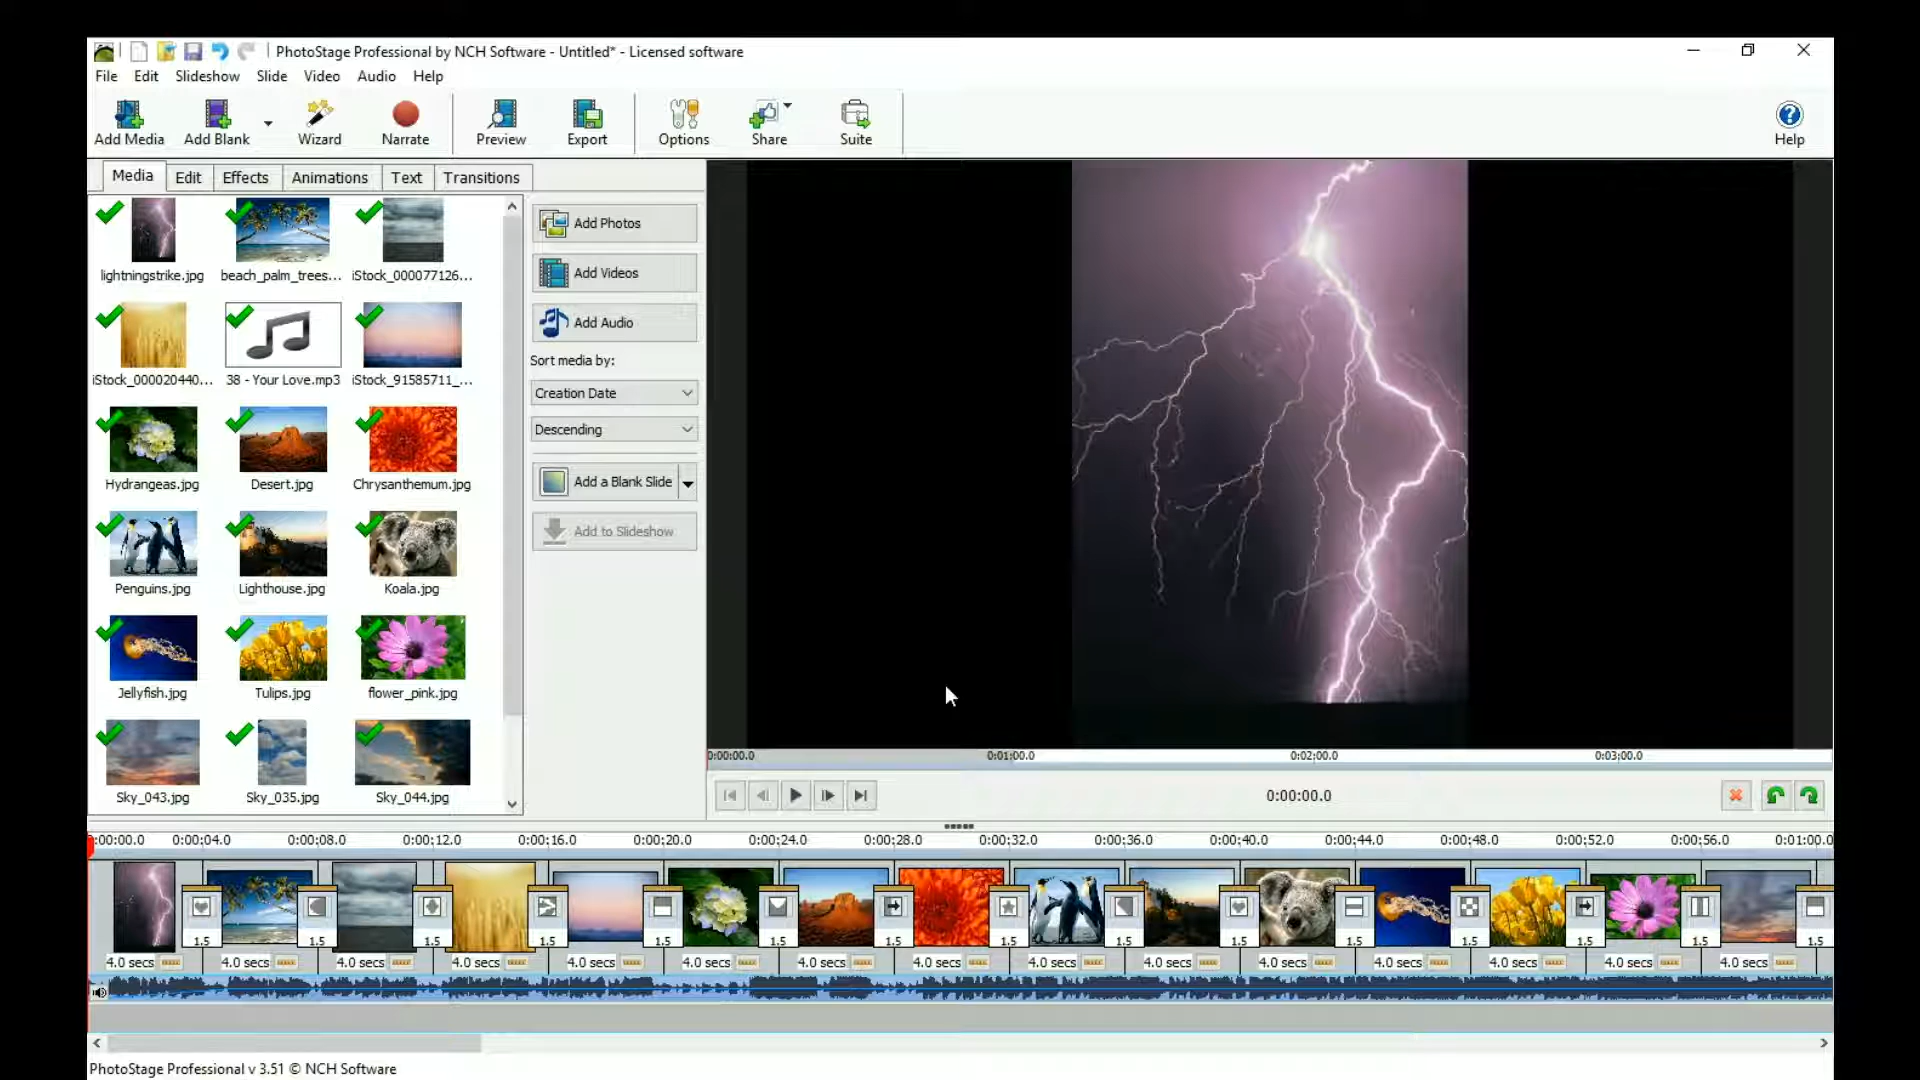 PhotoStage Professional by NCH Software - Untitled* - Licensed software
File Edit Slideshow Slide Video Audio Help
Add Media Add Blank Wizard Narrate Preview Export Options Share Suite Help
Media Edit Effects Animations Text Transitions
Add Photos
lightningstrike.jpg beach_palm_trees... iStock_000077126...
Add Videos
Add Audio
Sort media by:
iStock_000020440... 38 - Your Love.mp3 iStock_91585711_...
Creation Date
Descending
Hydrangeas.jpg Desert.jpg Chrysanthemum.jpg
Add a Blank Slide
Add to Slideshow
Penguins.jpg Lighthouse.jpg Koala.jpg
Jellyfish.jpg Tulips.jpg flower_pink.jpg
Sky_043.jpg Sky_035.jpg Sky_044.jpg
0:00:00.0 0:01:00.0 0:02:00.0 0:03:00.0
0:00:00.0
:00:00.0 0:00:04.0 0:00:08.0 0:00:12.0 0:00:16.0 0:00:20.0 0:00:24.0 0:00:28.0 0:00:32.0 0:00:36.0 0:00:40.0 0:00:44.0 0:00:48.0 0:00:52.0 0:00:56.0 0:01:00.0
1.5 1.5 1.5 1.5 1.5 1.5 1.5 1.5 1.5 1.5 1.5 1.5 1.5 1.5 1.5
4.0 secs 4.0 secs 4.0 secs 4.0 secs 4.0 secs 4.0 secs 4.0 secs 4.0 secs 4.0 secs 4.0 secs 4.0 secs 4.0 secs 4.0 secs 4.0 secs 4.0 secs
PhotoStage Professional v 3.51 © NCH Software